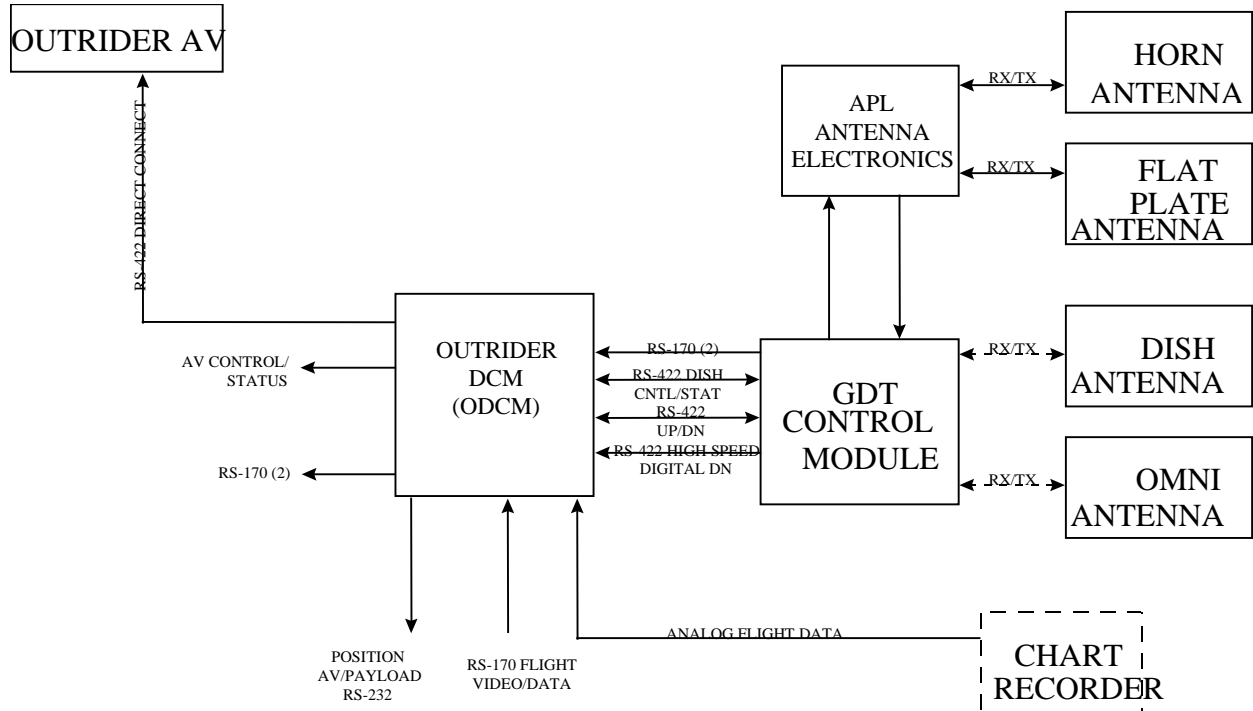 OUTRIDER AV
RS-422 DIRECT CONNECT
APL
ANTENNA
ELECTRONICS
RX/TX
HORN
ANTENNA
RX/TX
FLAT
PLATE
ANTENNA
OUTRIDER
DCM
(ODCM)
AV CONTROL/
STATUS
RS-170 (2)
RS-170 (2)
RS-422 DISH
CNTL/STAT
RS-422
UP/DN
RS-422 HIGH SPEED
DIGITAL DN
GDT
CONTROL
MODULE
RX/TX
DISH
ANTENNA
RX/TX
OMNI
ANTENNA
POSITION
AV/PAYLOAD
RS-232
RS-170 FLIGHT
VIDEO/DATA
ANALOG FLIGHT DATA
CHART
RECORDER